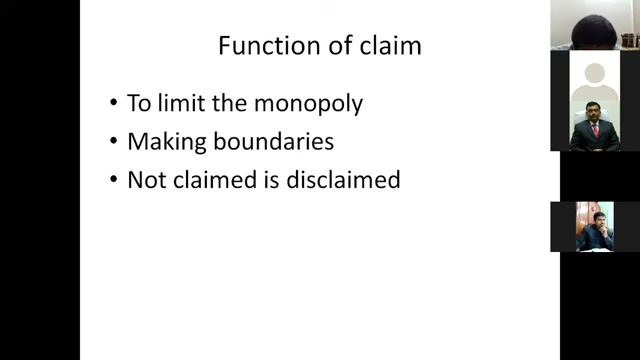 Function of claim
• To limit the monopoly
• Making boundaries
• Not claimed is disclaimed